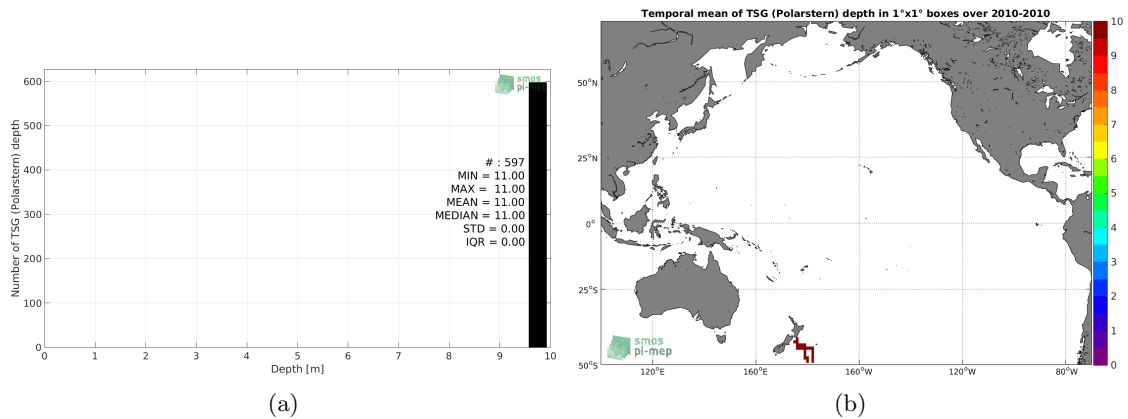 600
500
400
300
200
100
0
Number of TSG (Polarstern) depth
smos
pi-mep
# : 597
MIN = 11.00
MAX = 11.00
MEAN = 11.00
MEDIAN = 11.00
STD = 0.00
IQR = 0.00
0 1 2 3 4 5 6 7 8 9 10
Depth [m]
(a)
Temporal mean of TSG (Polarstern) depth in 1°x1° boxes over 2010-2010
50°N
25°N
0°
25°S
50°S
120°E 160°E 160°W 120°W 80°W
smos
pi-mep
10
9
8
7
6
5
4
3
2
1
0
(b)